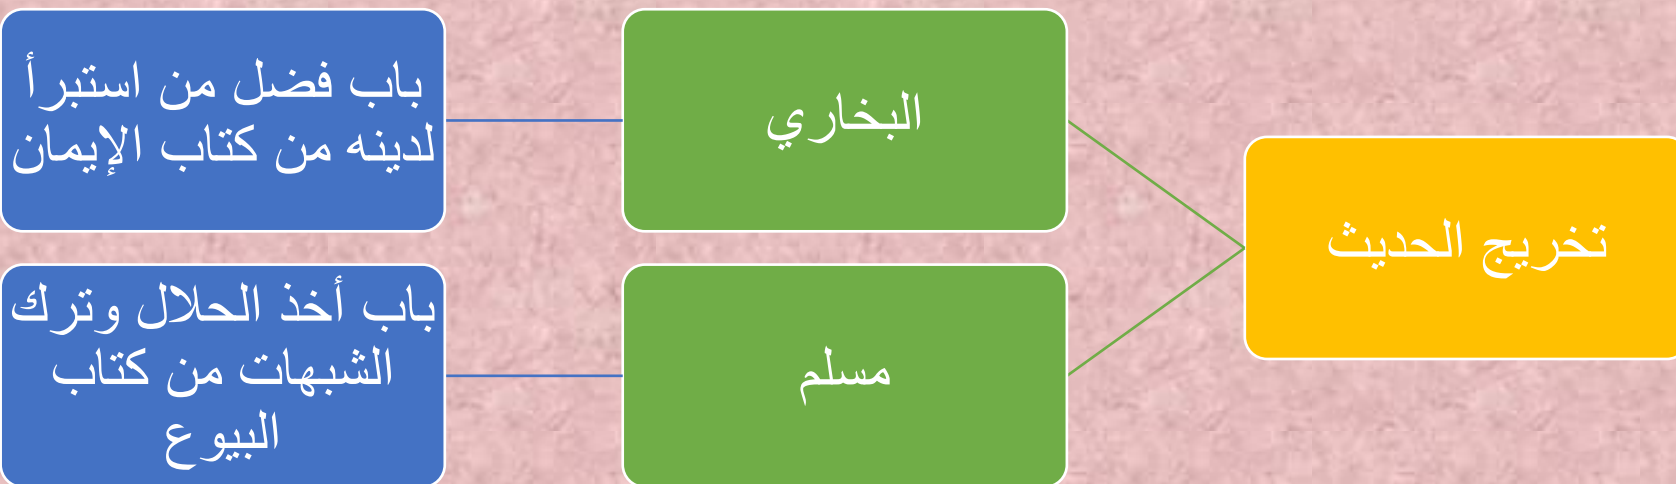 تخريج الحديث
البخاري
باب فضل من استبرأ
لدينه من كتاب الإيمان
مسلم
باب أخذ الحلال وترك
الشبهات من كتاب
البيوع